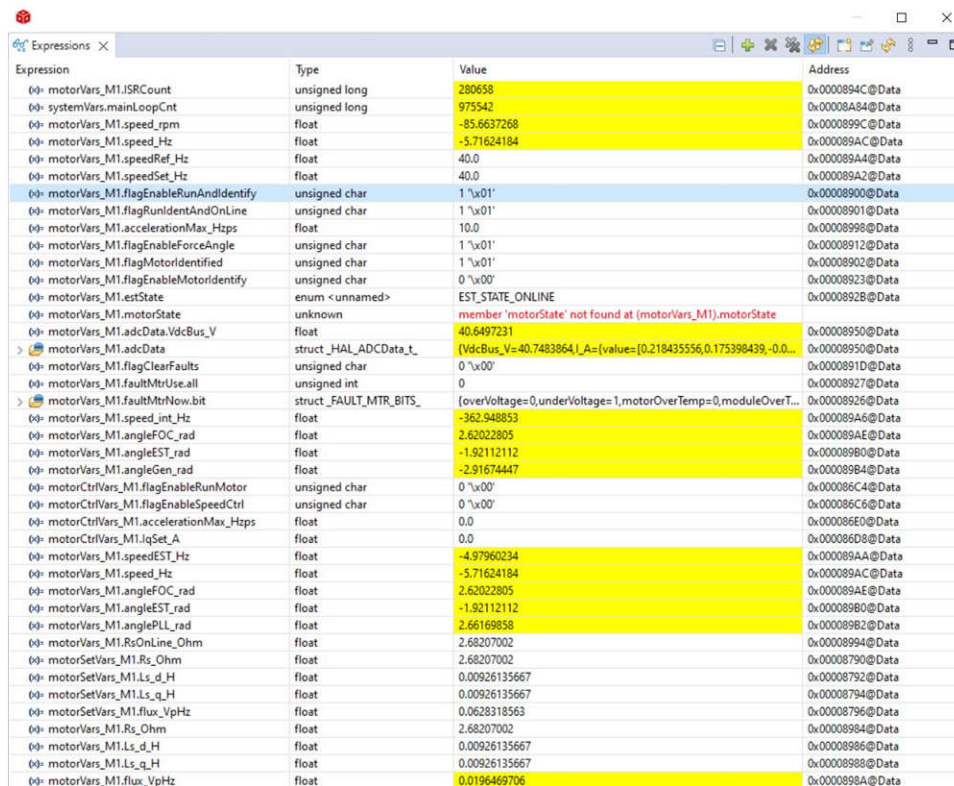 Expressions
Expression Type Value Address
(x)= motorVars_M1.ISRCount unsigned long 280658 0x0000894C@Data
(x)= systemVars.mainLoopCnt unsigned long 975542 0x00008A84@Data
(x)= motorVars_M1.speed_rpm float -85.6637268 0x0000899C@Data
(x)= motorVars_M1.speed_Hz float -5.71624184 0x000089AC@Data
(x)= motorVars_M1.speedRef_Hz float 40.0 0x000089A4@Data
(x)= motorVars_M1.speedSet_Hz float 40.0 0x000089A2@Data
(x)= motorVars_M1.flagEnableRunAndIdentify unsigned char 1 '\x01' 0x00008900@Data
(x)= motorVars_M1.flagRunIdentAndOnLine unsigned char 1 '\x01' 0x00008901@Data
(x)= motorVars_M1.accelerationMax_Hzps float 10.0 0x00008998@Data
(x)= motorVars_M1.flagEnableForceAngle unsigned char 1 '\x01' 0x00008912@Data
(x)= motorVars_M1.flagMotorIdentified unsigned char 1 '\x01' 0x00008902@Data
(x)= motorVars_M1.flagEnableMotorIdentify unsigned char 0 '\x00' 0x00008923@Data
(x)= motorVars_M1.estState enum <unnamed> EST_STATE_ONLINE 0x0000892B@Data
(x)= motorVars_M1.motorState unknown member 'motorState' not found at (motorVars_M1).motorState
(x)= motorVars_M1.adcData.VdcBus_V float 40.6497231 0x00008950@Data
motorVars_M1.adcData struct _HAL_ADCData_t_ {VdcBus_V=40.7483864,I_A={value=[0.218435556,0.175398439,-0.0... 0x00008950@Data
(x)= motorVars_M1.flagClearFaults unsigned char 0 '\x00' 0x0000891D@Data
(x)= motorVars_M1.faultMtrUse.all unsigned int 0 0x00008927@Data
motorVars_M1.faultMtrNow.bit struct _FAULT_MTR_BITS_ {overVoltage=0,underVoltage=1,motorOverTemp=0,moduleOverT... 0x00008926@Data
(x)= motorVars_M1.speed_int_Hz float -362.948853 0x000089A6@Data
(x)= motorVars_M1.angleFOC_rad float 2.62022805 0x000089AE@Data
(x)= motorVars_M1.angleEST_rad float -1.92112112 0x000089B0@Data
(x)= motorVars_M1.angleGen_rad float -2.91674447 0x000089B4@Data
(x)= motorCtrlVars_M1.flagEnableRunMotor unsigned char 0 '\x00' 0x000086C4@Data
(x)= motorCtrlVars_M1.flagEnableSpeedCtrl unsigned char 0 '\x00' 0x000086C6@Data
(x)= motorCtrlVars_M1.accelerationMax_Hzps float 0.0 0x000086E0@Data
(x)= motorCtrlVars_M1.IqSet_A float 0.0 0x000086D8@Data
(x)= motorVars_M1.speedEST_Hz float -4.97960234 0x000089AA@Data
(x)= motorVars_M1.speed_Hz float -5.71624184 0x000089AC@Data
(x)= motorVars_M1.angleFOC_rad float 2.62022805 0x000089AE@Data
(x)= motorVars_M1.angleEST_rad float -1.92112112 0x000089B0@Data
(x)= motorVars_M1.anglePLL_rad float 2.66169858 0x000089B2@Data
(x)= motorVars_M1.RsOnLine_Ohm float 2.68207002 0x00008994@Data
(x)= motorSetVars_M1.Rs_Ohm float 2.68207002 0x00008790@Data
(x)= motorSetVars_M1.Ls_d_H float 0.00926135667 0x00008792@Data
(x)= motorSetVars_M1.Ls_q_H float 0.00926135667 0x00008794@Data
(x)= motorSetVars_M1.flux_VpHz float 0.0628318563 0x00008796@Data
(x)= motorVars_M1.Rs_Ohm float 2.68207002 0x00008984@Data
(x)= motorVars_M1.Ls_d_H float 0.00926135667 0x00008986@Data
(x)= motorVars_M1.Ls_q_H float 0.00926135667 0x00008988@Data
(x)= motorVars_M1.flux_VpHz float 0.0196469706 0x0000898A@Data